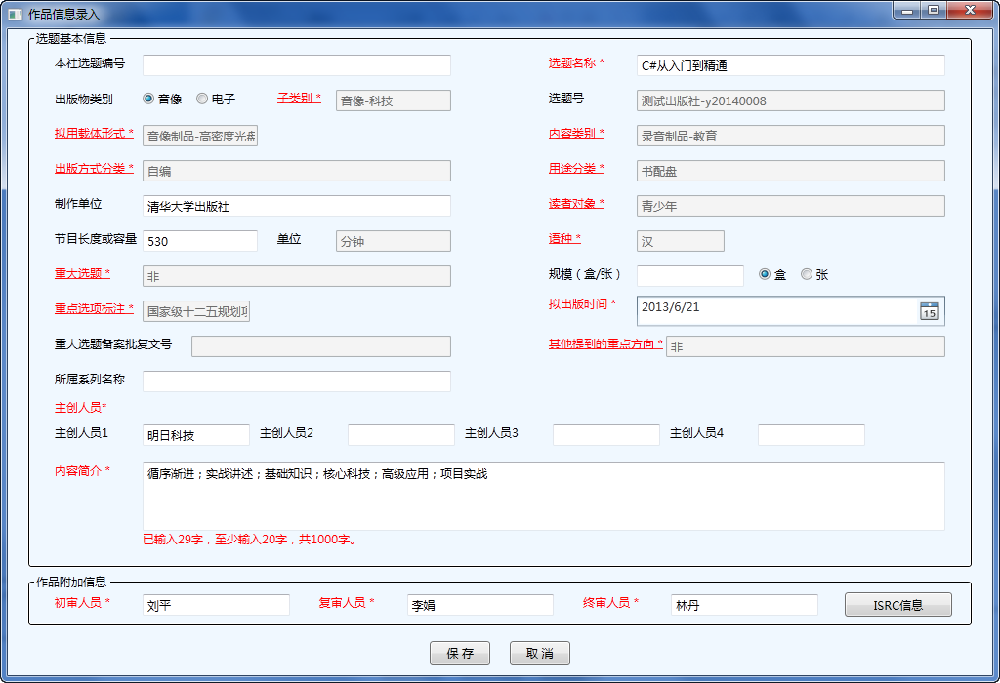 作品信息录入
选题基本信息
本社选题编号 选题名称 * C#从入门到精通
出版物类别 音像 电子 子类别 * 音像-科技 选题号 测试出版社-y20140008
拟用载体形式 * 音像制品-高密度光盘 内容类别 * 录音制品-教育
出版方式分类 * 自编 用途分类 * 书配盘
制作单位 清华大学出版社 读者对象 * 青少年
节目长度或容量 530 单位 分钟 语种 * 汉
重大选题 * 非 规模（盒/张） 盒 张
重点选项标注 * 国家级十二五规划项 拟出版时间 * 2013/6/21 15
重大选题备案批复文号 其他提到的重点方向 * 非
所属系列名称
主创人员*
主创人员1 明日科技 主创人员2 主创人员3 主创人员4
内容简介 * 循序渐进；实战讲述；基础知识；核心科技；高级应用；项目实战
已输入29字，至少输入20字，共1000字。
作品附加信息
初审人员 * 刘平 复审人员 * 李娟 终审人员 * 林丹 ISRC信息
保 存 取 消